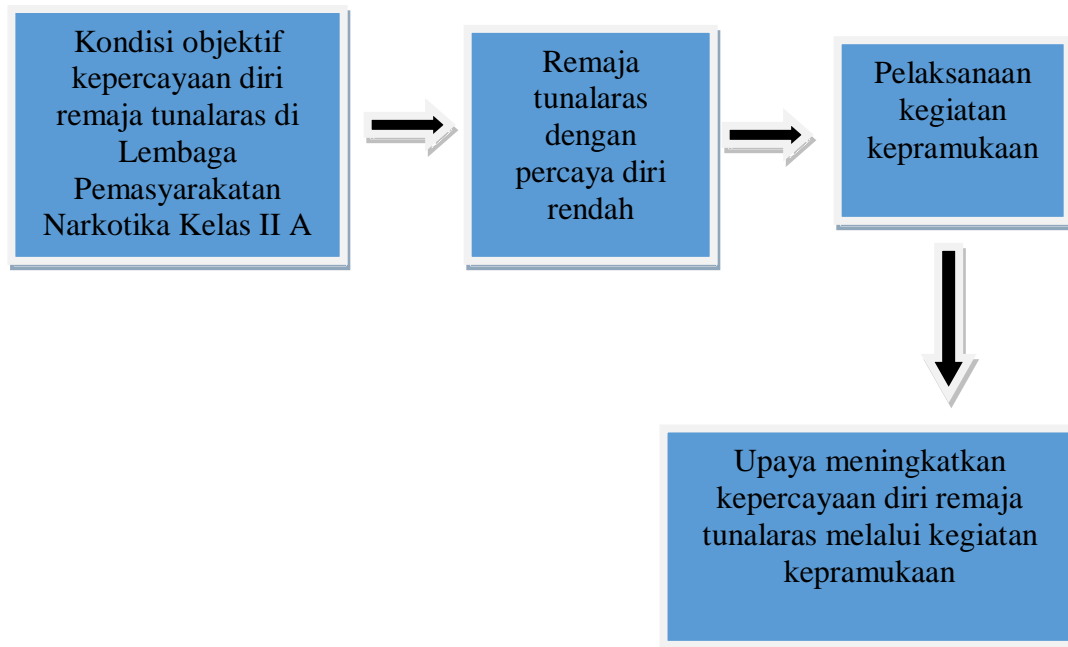 Kondisi objektif
kepercayaan diri
remaja tunalaras di
Lembaga
Pemasyarakatan
Narkotika Kelas II A
Remaja
tunalaras
dengan
percaya diri
rendah
Pelaksanaan
kegiatan
kepramukaan
Upaya meningkatkan
kepercayaan diri remaja
tunalaras melalui kegiatan
kepramukaan